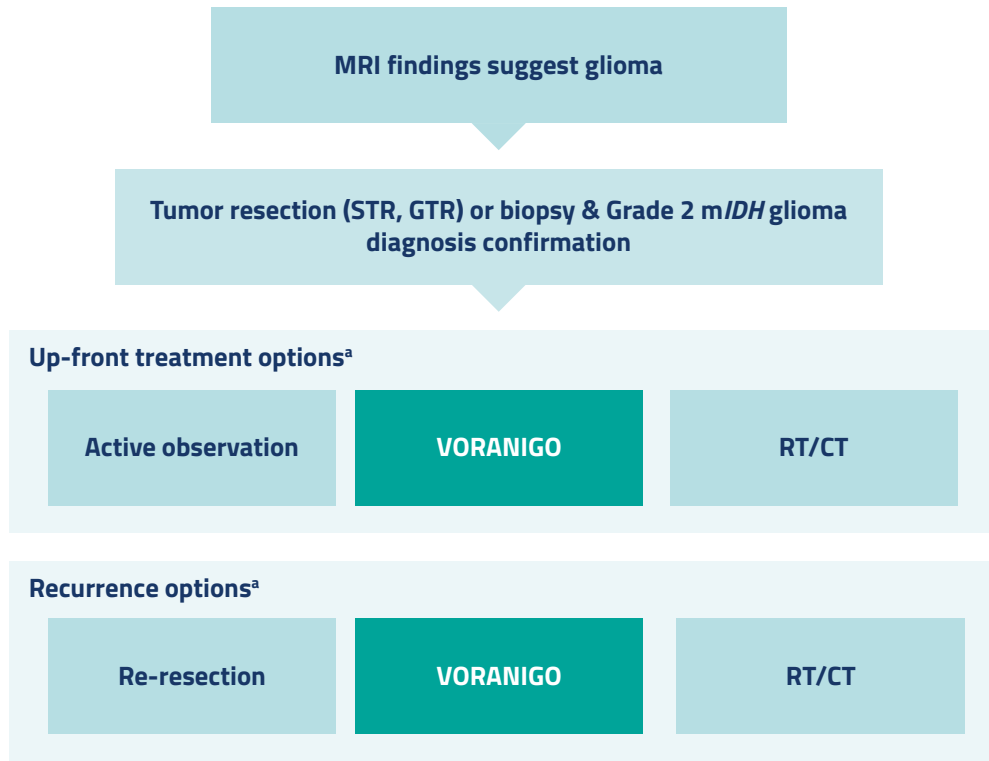 MRI findings suggest glioma
Tumor resection (STR, GTR) or biopsy & Grade 2 mIDH glioma
diagnosis confirmation
Up-front treatment optionsᵃ
Active observation
VORANIGO
RT/CT
Recurrence optionsᵃ
Re-resection
VORANIGO
RT/CT